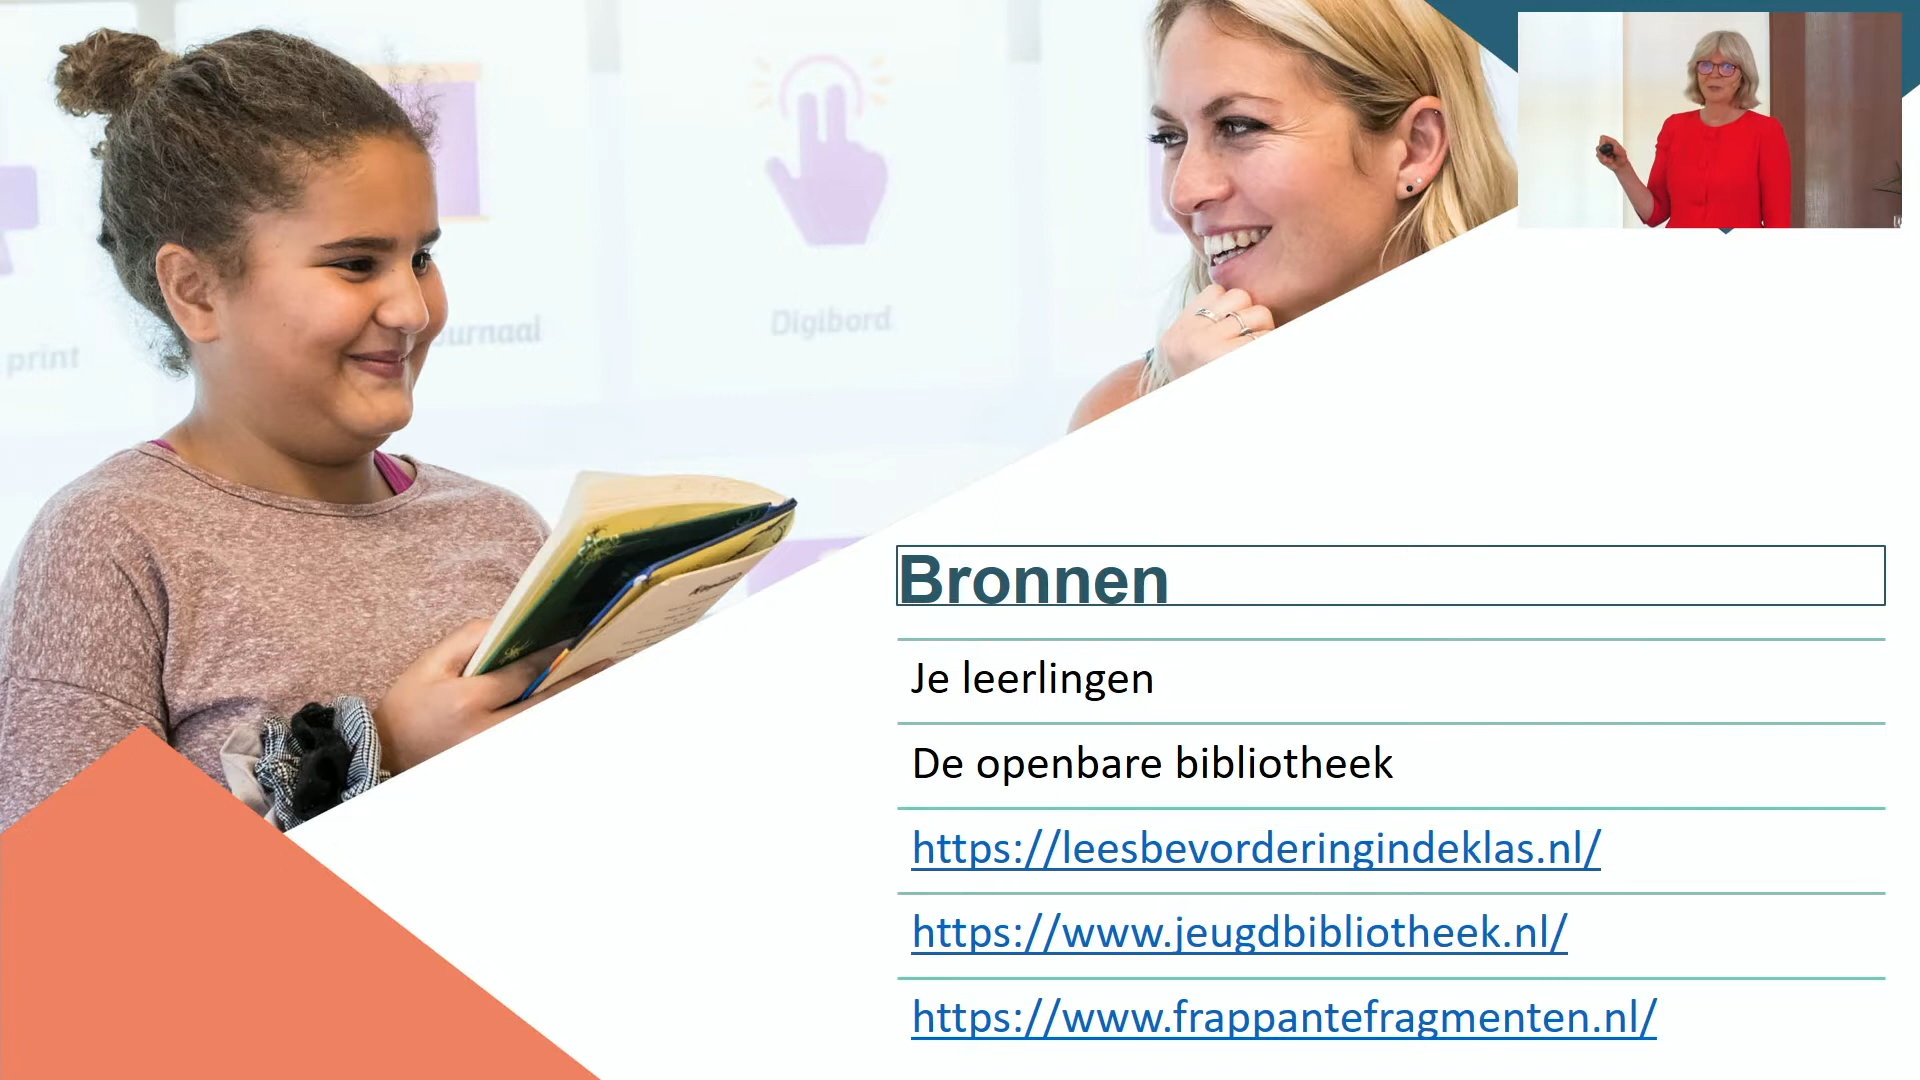 print
urnaal
Digibord
Bronnen
Je leerlingen
De openbare bibliotheek
https://leesbevorderingindeklas.nl/
https://www.jeugdbibliotheek.nl/
https://www.frappantefragmenten.nl/